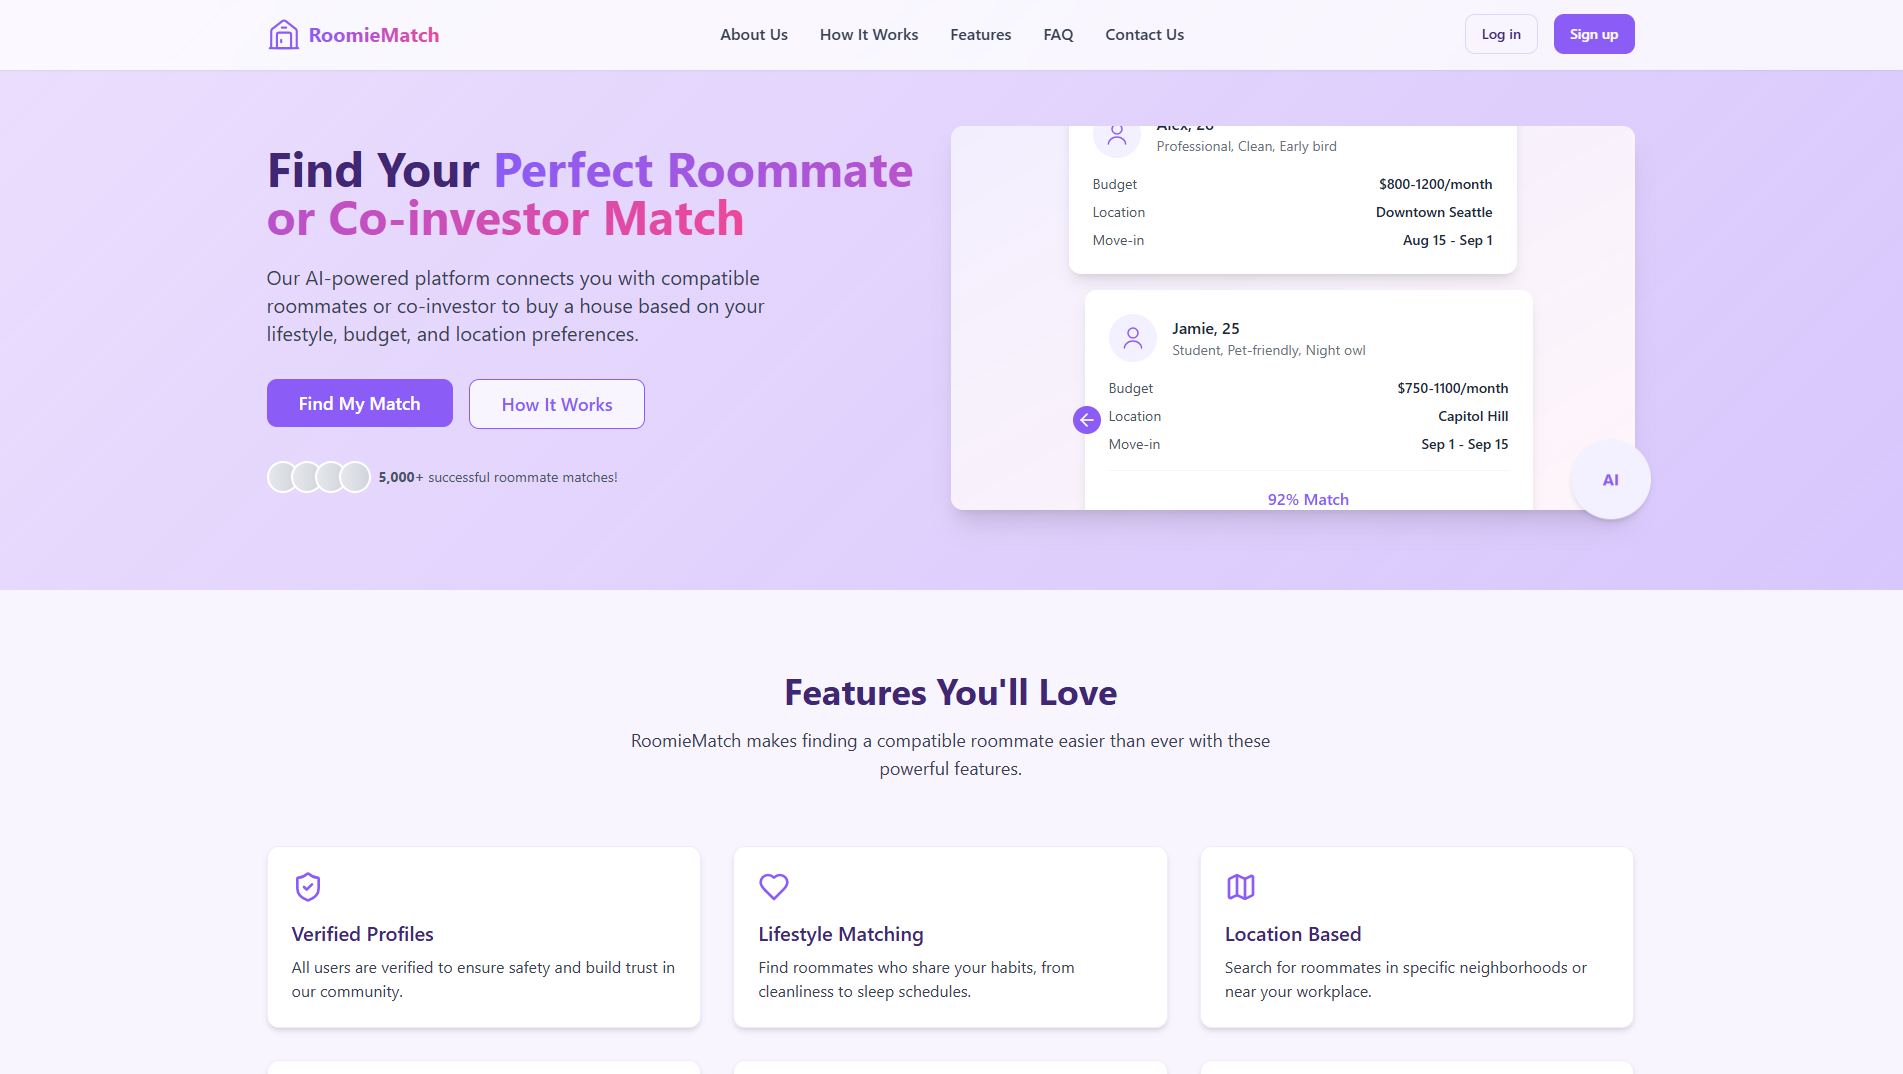 RoomieMatch
About Us
How It Works
Features
FAQ
Contact Us
Log in
Sign up
Find Your Perfect Roommate
or Co-investor Match
Our AI-powered platform connects you with compatible
roommates or co-investor to buy a house based on your
lifestyle, budget, and location preferences.
Find My Match
How It Works
5,000+ successful roommate matches!
Professional, Clean, Early bird
Budget $800-1200/month
Location Downtown Seattle
Move-in Aug 15 - Sep 1
Jamie, 25
Student, Pet-friendly, Night owl
Budget $750-1100/month
Location Capitol Hill
Move-in Sep 1 - Sep 15
92% Match
AI
Features You'll Love
RoomieMatch makes finding a compatible roommate easier than ever with these
powerful features.
Verified Profiles
All users are verified to ensure safety and build trust in
our community.
Lifestyle Matching
Find roommates who share your habits, from
cleanliness to sleep schedules.
Location Based
Search for roommates in specific neighborhoods or
near your workplace.